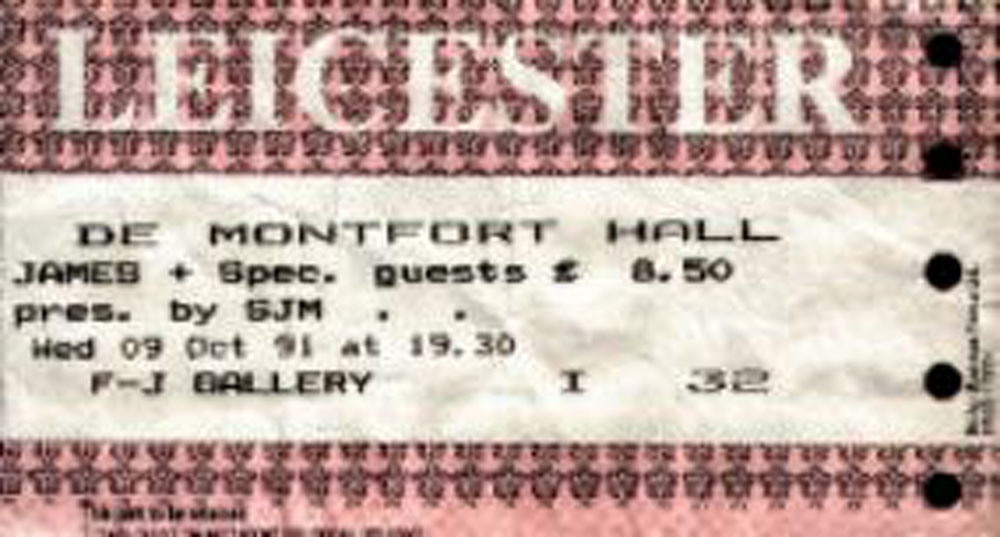 LEICESTER
DE MONTFORT HALL
JAMES + Spec. guests £ 8.50
pres. by SJM . .
Wed 09 Oct 91 at 19.30
F-J GALLERY I 32